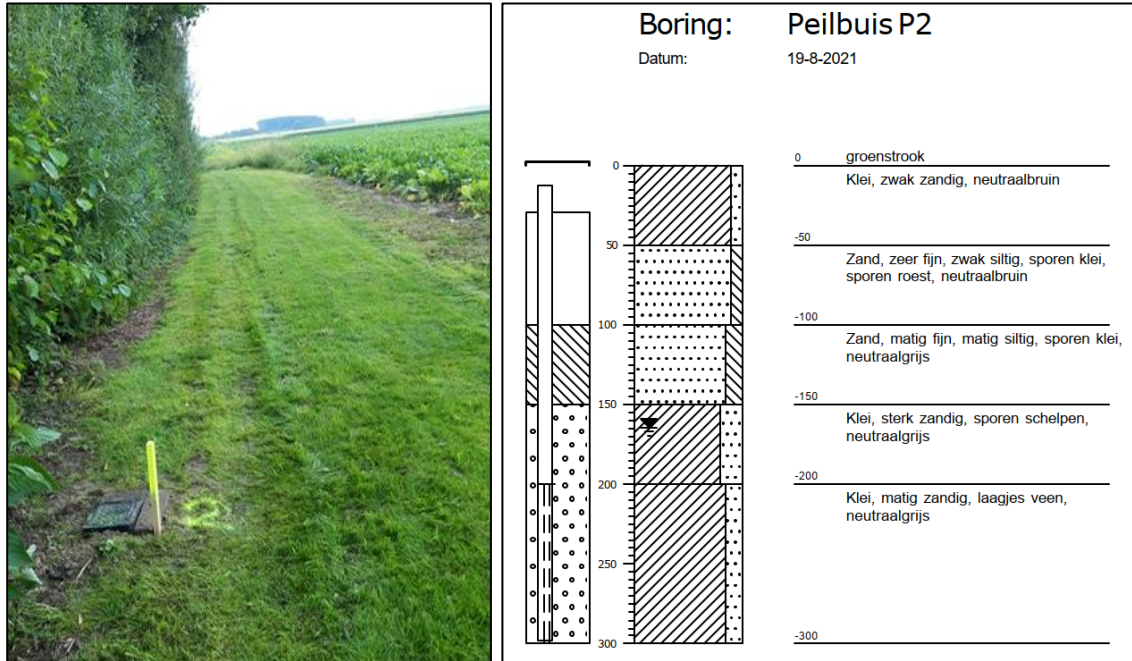 Boring: Peilbuis P2
Datum: 19-8-2021
0 groenstrook
0
Klei, zwak zandig, neutraalbruin
50
-50
Zand, zeer fijn, zwak siltig, sporen klei,
sporen roest, neutraalbruin
100
-100
Zand, matig fijn, matig siltig, sporen klei,
neutraalgrijs
150
-150
Klei, sterk zandig, sporen schelpen,
neutraalgrijs
200
-200
Klei, matig zandig, laagjes veen,
neutraalgrijs
250
300
-300